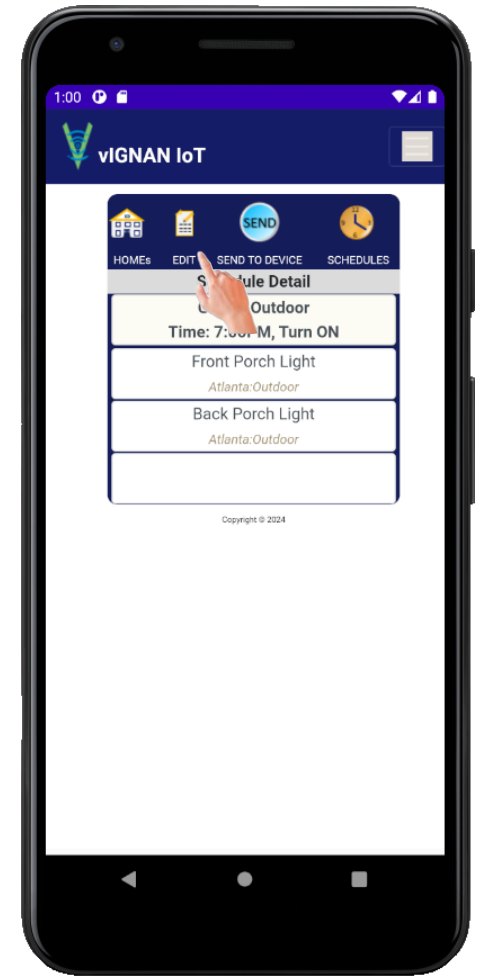 1:00
vIGNAN IoT
SEND
HOMEs EDIT SEND TO DEVICE SCHEDULES
Detail
Outdoor
Time: Turn ON
Front Porch Light
Atlanta:Outdoor
Back Porch Light
Atlanta:Outdoor
Copyright © 2024